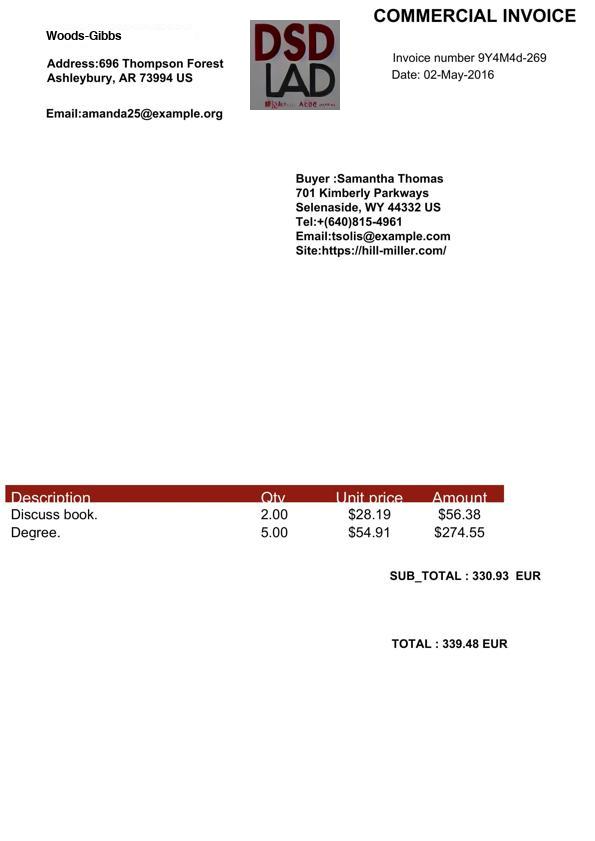 COMMERCIAL INVOICE
Woods-Gibbs
Address:696 Thompson Forest
Ashleybury, AR 73994 US
Email:amanda25@example.org
DSD
LAD
Invoice number 9Y4M4d-269
Date: 02-May-2016
Buyer :Samantha Thomas
701 Kimberly Parkways
Selenaside, WY 44332 US
Tel:+(640)815-4961
Email:tsolis@example.com
Site:https://hill-miller.com/
Description Qty Unit price Amount
Discuss book. 2.00 $28.19 $56.38
Degree. 5.00 $54.91 $274.55
SUB_TOTAL : 330.93 EUR
TOTAL : 339.48 EUR